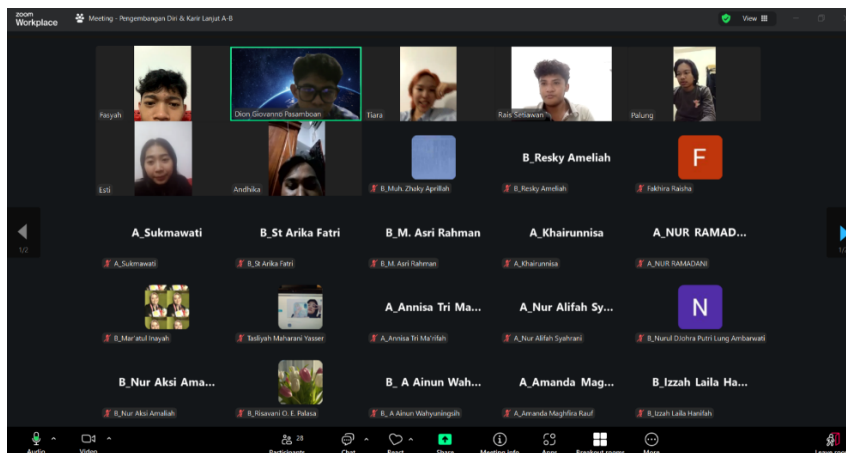 zoom
Workplace
Meeting - Pengembangan Diri & Karir Lanjut A-B
View
Fasyah
Dion Giovanno Pasamboan
Tiara
Rais Setiawan
Palung
Esti
Andhika
B_Muh. Zhaky Aprillah
B_Resky Ameliah
B_Resky Ameliah
F
Fakhira Raisha
1/2
1/2
A_Sukmawati
A_Sukmawati
B_St Arika Fatri
B_St Arika Fatri
B_M. Asri Rahman
B_M. Asri Rahman
A_Khairunnisa
A_Khairunnisa
A_NUR RAMAD...
A_NUR RAMADANI
B_Mar'atul Inayah
Tasliyah Maharani Yasser
A_Annisa Tri Ma...
A_Annisa Tri Ma'rifah
A_Nur Alifah Sy...
A_Nur Alifah Syahrani
N
B_Nurul DJohra Putri Lung Ambarwati
B_Nur Aksi Ama...
B_Nur Aksi Amaliah
B_Risavani O. E. Palasa
B_ A Ainun Wah...
B_ A Ainun Wahyuningsih
A_Amanda Mag...
A_Amanda Maghfira Rauf
B_Izzah Laila Ha...
B_Izzah Laila Hanifah
Audio
Video
28
Participants
Chat
React
Share
Meeting info
Apps
Breakout rooms
More
Leave room